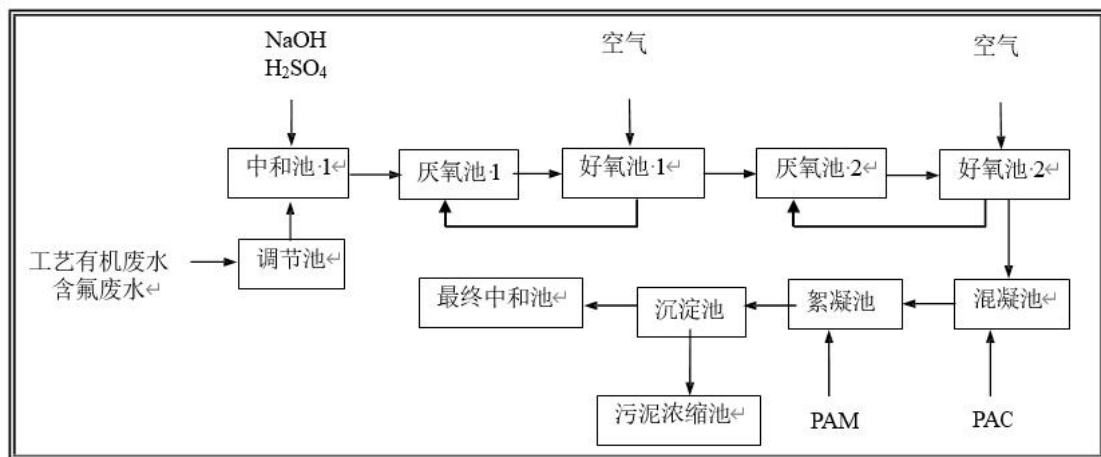 NaOH
H₂SO₄
空气
空气
中和池·1↵
厌氧池·1
好氧池·1↵
厌氧池·2
好氧池·2↵
工艺有机废水
含氟废水↵
调节池↵
最终中和池↵
沉淀池
絮凝池
混凝池
污泥浓缩池↵
PAM
PAC